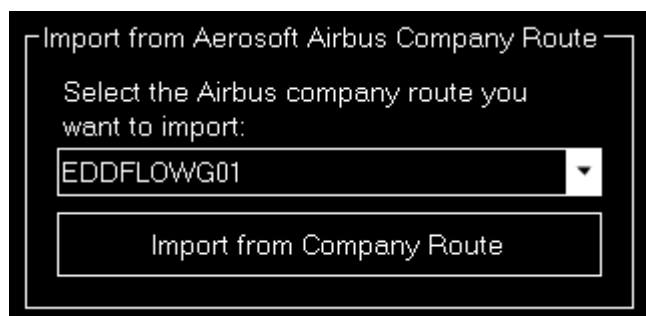 Import from Aerosoft Airbus Company Route
Select the Airbus company route you
want to import:
EDDFLOWG01
Import from Company Route